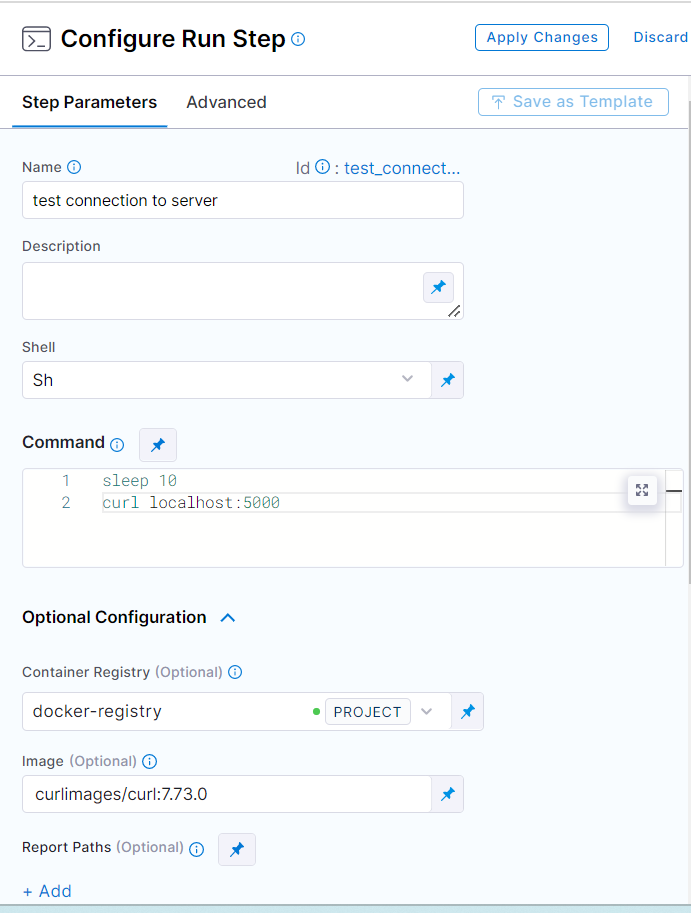 Configure Run Step
Apply Changes
Discard
Step Parameters
Advanced
Save as Template
Name
Id : test_connect...
test connection to server
Description
Shell
Sh
Command
1 sleep 10
2 curl localhost:5000
Optional Configuration
Container Registry (Optional)
docker-registry
PROJECT
Image (Optional)
curlimages/curl:7.73.0
Report Paths (Optional)
+ Add